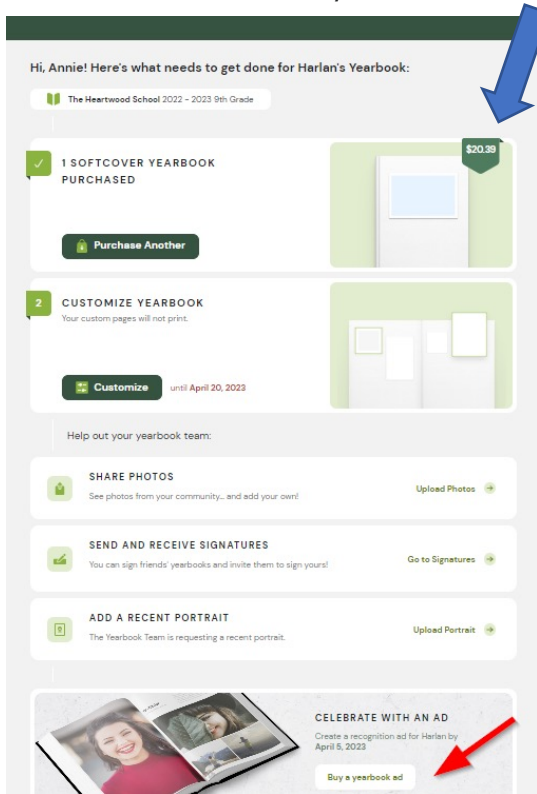 Hi, Annie! Here's what needs to get done for Harlan's Yearbook:
The Heartwood School 2022 - 2023 9th Grade
$20.39
1 SOFTCOVER YEARBOOK
PURCHASED
Purchase Another
2
CUSTOMIZE YEARBOOK
Your custom pages will not print.
Customize
until April 20, 2023
Help out your yearbook team:
SHARE PHOTOS
See photos from your community... and add your own!
Upload Photos
SEND AND RECEIVE SIGNATURES
You can sign friends' yearbooks and invite them to sign yours!
Go to Signatures
ADD A RECENT PORTRAIT
The Yearbook Team is requesting a recent portrait.
Upload Portrait
CELEBRATE WITH AN AD
Create a recognition ad for Harlan by
April 5, 2023
Buy a yearbook ad